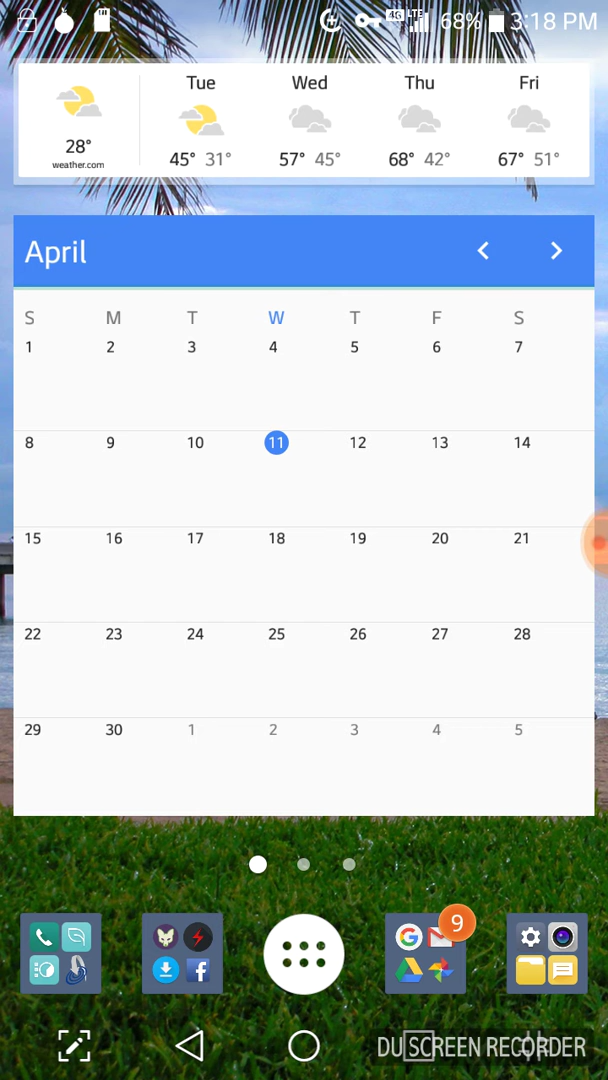 4G LTE 68% 3:18 PM
Tue Wed Thu Fri
28°
weather.com
45° 31° 57° 45° 68° 42° 67° 51°
April
S M T W T F S
1 2 3 4 5 6 7
8 9 10 11 12 13 14
15 16 17 18 19 20 21
22 23 24 25 26 27 28
29 30 1 2 3 4 5
9
DU SCREEN RECORDER